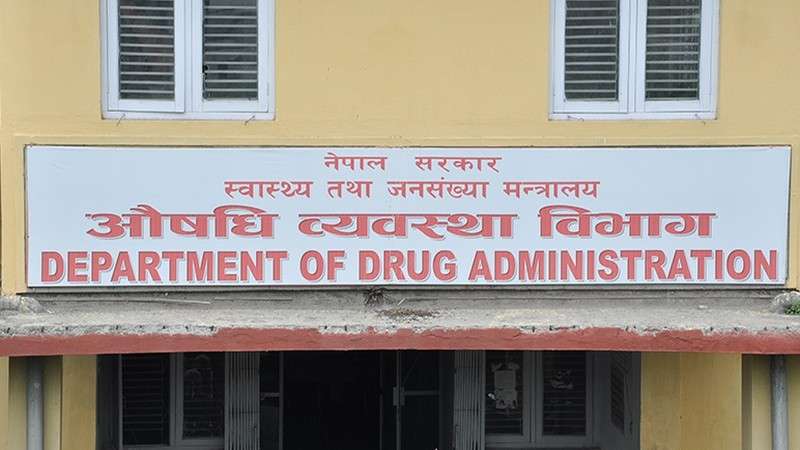 नेपाल सरकार
स्वास्थ्य तथा जनसंख्या मन्त्रालय
औषधि व्यवस्था विभाग
DEPARTMENT OF DRUG ADMINISTRATION